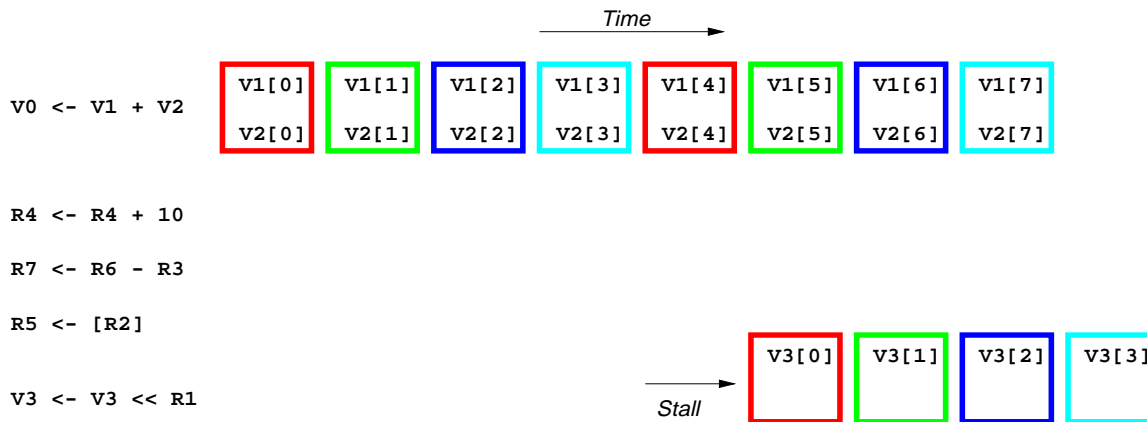 Time
V1[0] V1[1] V1[2] V1[3] V1[4] V1[5] V1[6] V1[7]
V0 <- V1 + V2
V2[0] V2[1] V2[2] V2[3] V2[4] V2[5] V2[6] V2[7]
R4 <- R4 + 10
R7 <- R6 - R3
R5 <- [R2]
V3[0] V3[1] V3[2] V3[3]
V3 <- V3 << R1
Stall